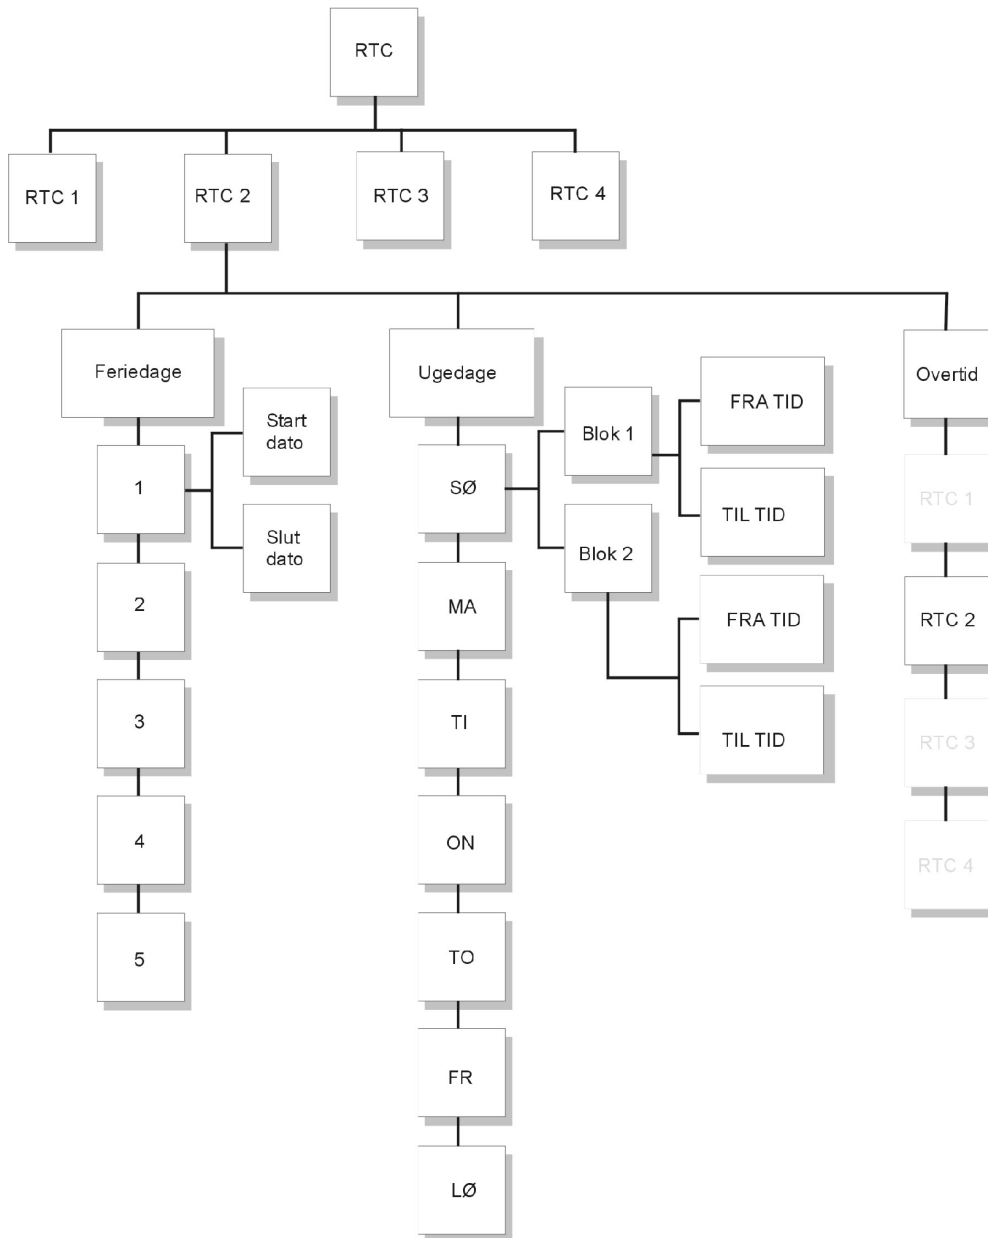 RTC
RTC 1
RTC 2
RTC 3
RTC 4
Feriedage
Ugedage
Overtid
Start
dato
Slut
dato
1
2
3
4
5
SØ
MA
TI
ON
TO
FR
LØ
Blok 1
Blok 2
FRA TID
TIL TID
FRA TID
TIL TID
RTC 1
RTC 2
RTC 3
RTC 4